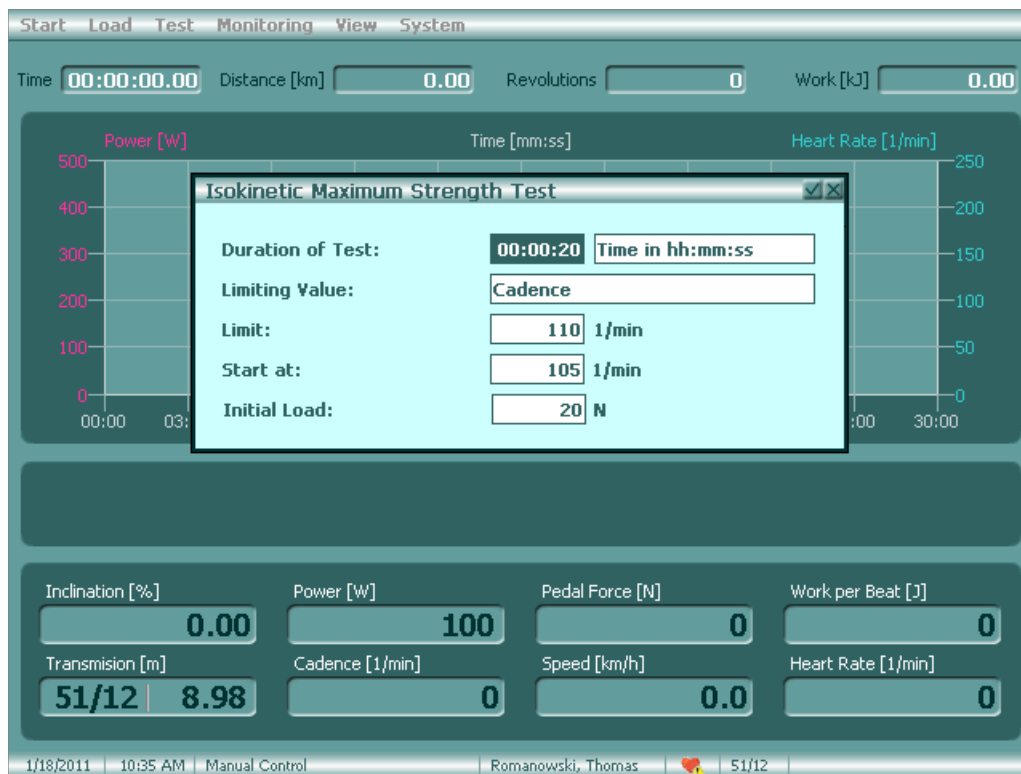 Start Load Test Monitoring View System
Time 00:00:00.00 Distance [km] 0.00 Revolutions 0 Work [kJ] 0.00
Power [W] Time [mm:ss] Heart Rate [1/min]
500 250
Isokinetic Maximum Strength Test
400 200
Duration of Test: 00:00:20 Time in hh:mm:ss
300 150
Limiting Value: Cadence
200 100
Limit: 110 1/min
100 50
Start at: 105 1/min
0 0
Initial Load: 20 N
00:00 03: :00 30:00
Inclination [%] Power [W] Pedal Force [N] Work per Beat [J]
0.00 100 0 0
Transmision [m] Cadence [1/min] Speed [km/h] Heart Rate [1/min]
51/12 8.98 0 0.0 0
1/18/2011 10:35 AM Manual Control Romanowski, Thomas 51/12